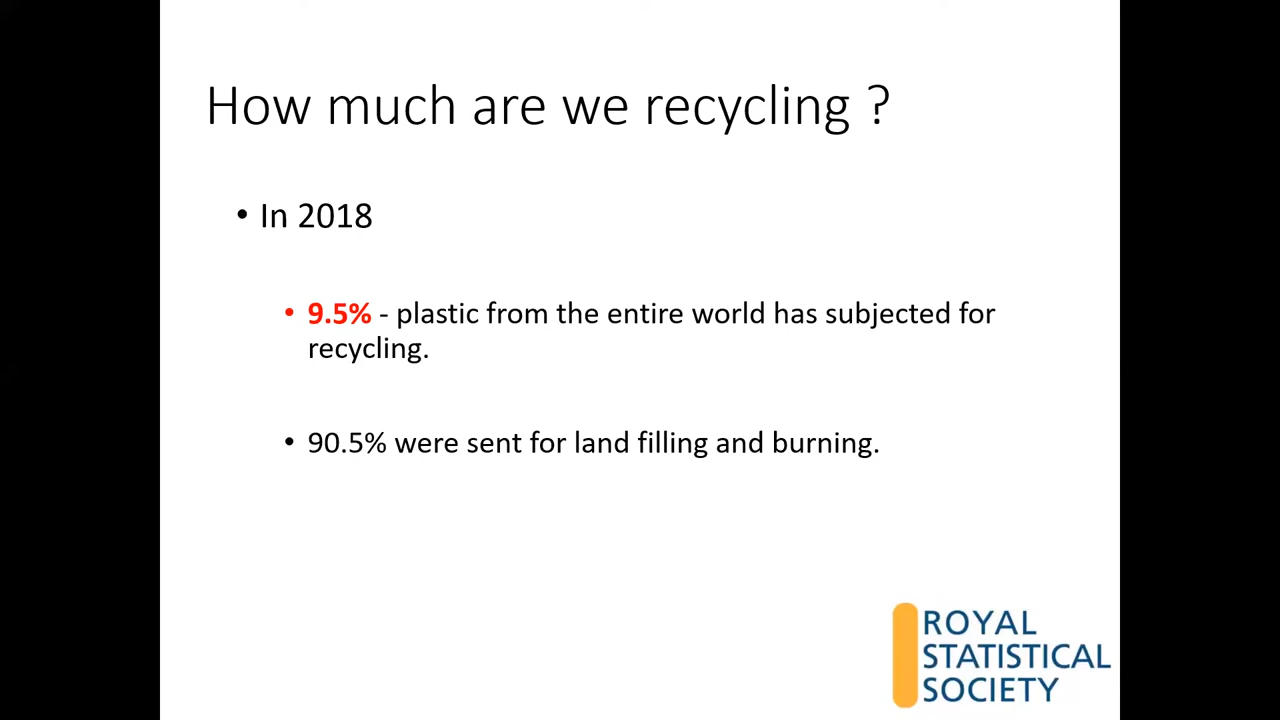 How much are we recycling ?
• In 2018
• 9.5% - plastic from the entire world has subjected for
recycling.
• 90.5% were sent for land filling and burning.
ROYAL
STATISTICAL
SOCIETY